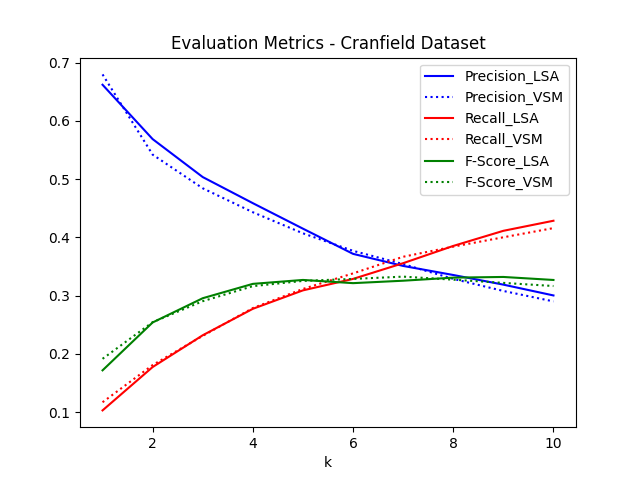 Evaluation Metrics - Cranfield Dataset
0.7
0.6
0.5
0.4
0.3
0.2
0.1
Precision_LSA
Precision_VSM
Recall_LSA
Recall_VSM
F-Score_LSA
F-Score_VSM
2 4 6 8 10
k